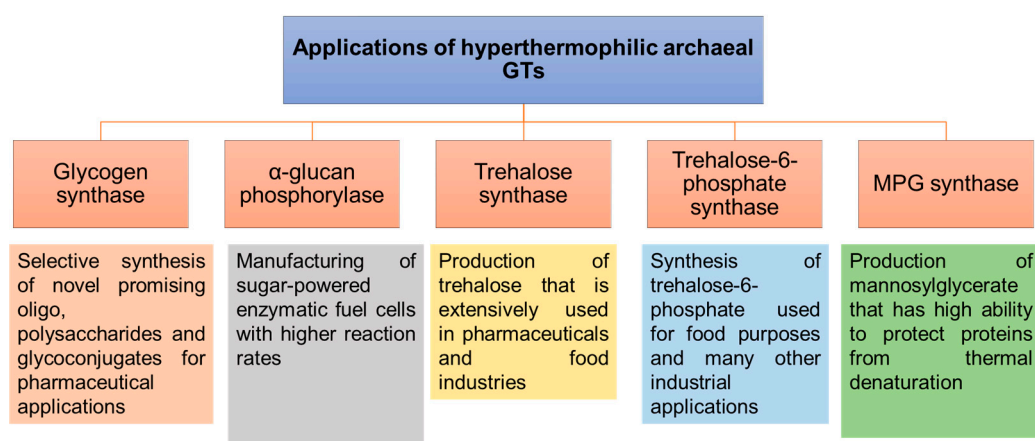 Applications of hyperthermophilic archaeal
GTs
Glycogen
synthase
α-glucan
phosphorylase
Trehalose
synthase
Trehalose-6-
phosphate
synthase
MPG synthase
Selective synthesis
of novel promising
oligo,
polysaccharides and
glycoconjugates for
pharmaceutical
applications
Manufacturing of
sugar-powered
enzymatic fuel cells
with higher reaction
rates
Production of
trehalose that is
extensively used
in pharmaceuticals
and food
industries
Synthesis of
trehalose-6-
phosphate used
for food purposes
and many other
industrial
applications
Production of
mannosylglycerate
that has high ability
to protect proteins
from thermal
denaturation